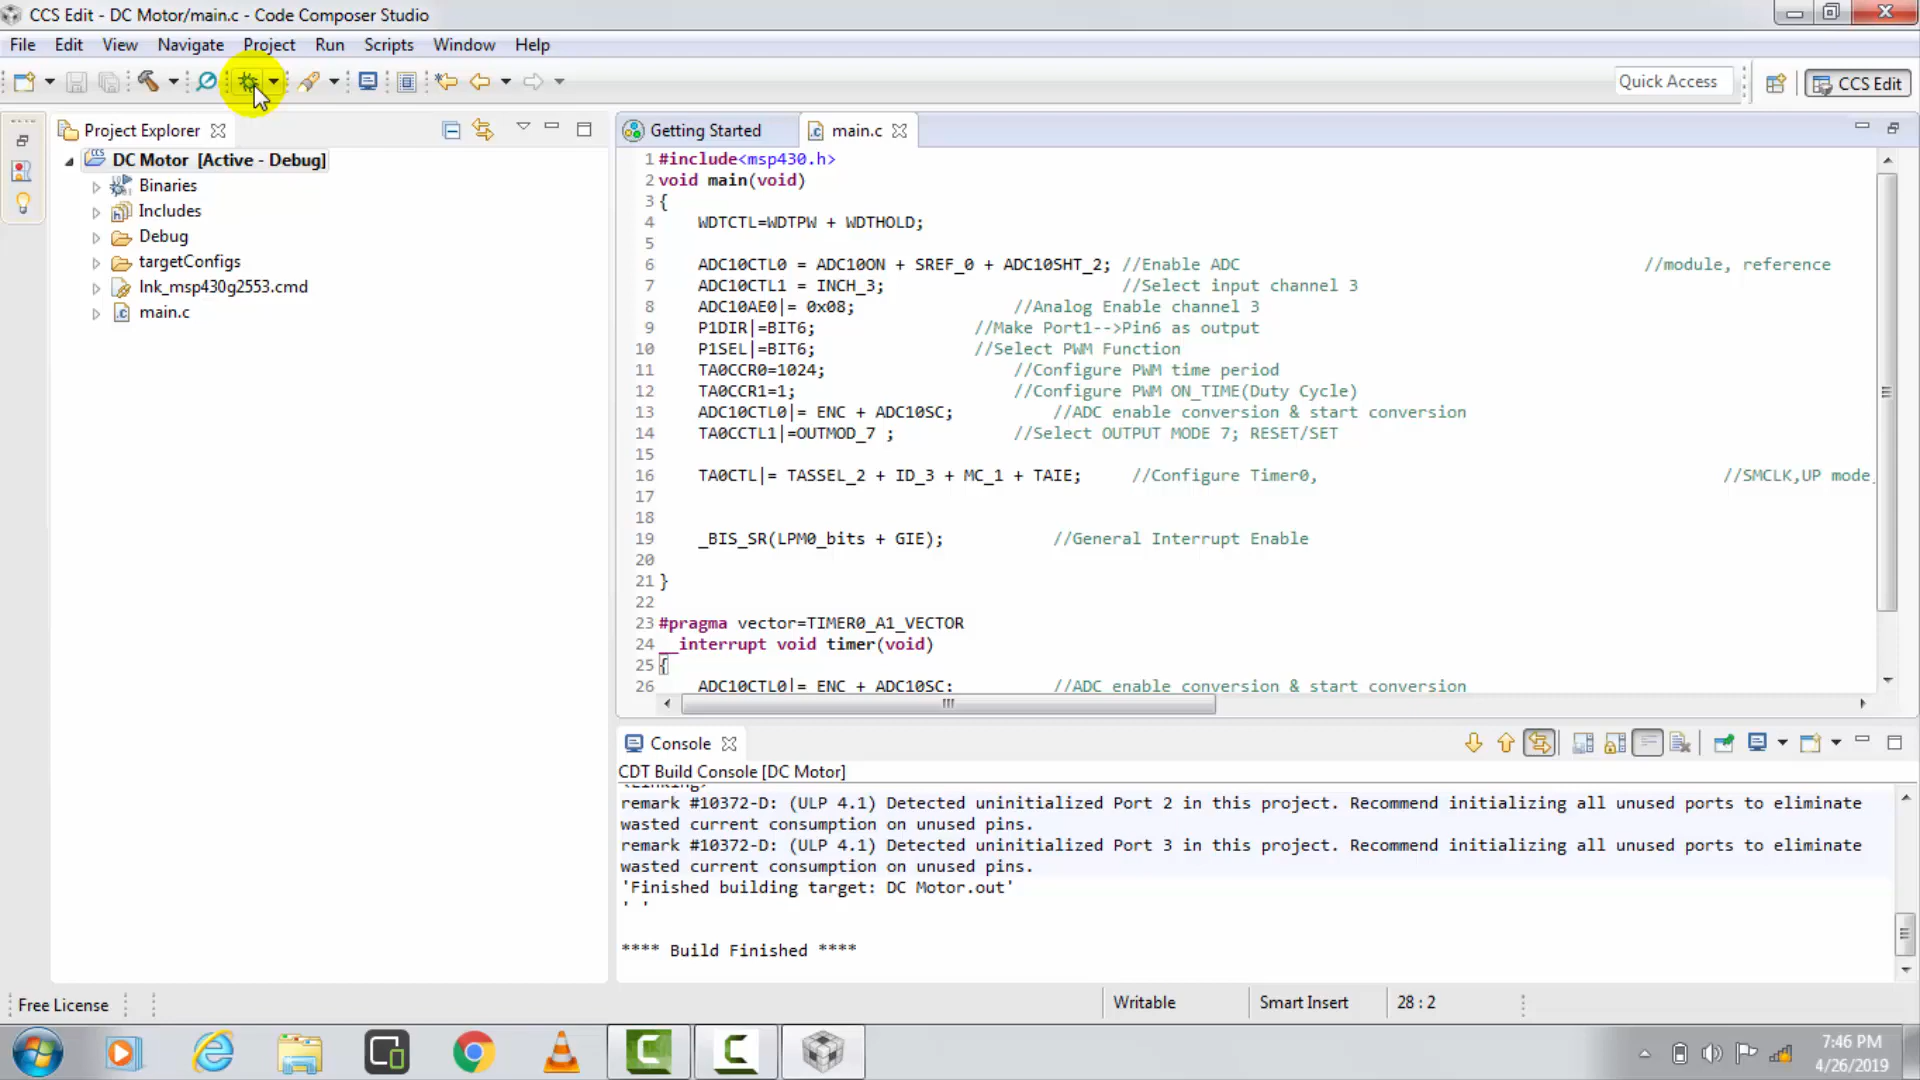 CCS Edit - DC Motor/main.c - Code Composer Studio
File Edit View Navigate Project Run Scripts Window Help
Quick Access
CCS Edit
Project Explorer
DC Motor [Active - Debug]
Binaries
Includes
Debug
targetConfigs
lnk_msp430g2553.cmd
main.c
Getting Started
main.c
1 #include<msp430.h>
2 void main(void)
3 {
4 WDTCTL=WDTPW + WDTHOLD;
5
6 ADC10CTL0 = ADC10ON + SREF_0 + ADC10SHT_2; //Enable ADC //module, reference
7 ADC10CTL1 = INCH_3; //Select input channel 3
8 ADC10AE0|= 0x08; //Analog Enable channel 3
9 P1DIR|=BIT6; //Make Port1-->Pin6 as output
10 P1SEL|=BIT6; //Select PWM Function
11 TA0CCR0=1024; //Configure PWM time period
12 TA0CCR1=1; //Configure PWM ON_TIME(Duty Cycle)
13 ADC10CTL0|= ENC + ADC10SC; //ADC enable conversion & start conversion
14 TA0CCTL1|=OUTMOD_7 ; //Select OUTPUT MODE 7; RESET/SET
15
16 TA0CTL|= TASSEL_2 + ID_3 + MC_1 + TAIE; //Configure Timer0, //SMCLK,UP mode,
17
18
19 _BIS_SR(LPM0_bits + GIE); //General Interrupt Enable
20
21 }
22
23 #pragma vector=TIMER0_A1_VECTOR
24 __interrupt void timer(void)
25 {
26 ADC10CTL0|= ENC + ADC10SC; //ADC enable conversion & start conversion
Console
CDT Build Console [DC Motor]
<Linking>
remark #10372-D: (ULP 4.1) Detected uninitialized Port 2 in this project. Recommend initializing all unused ports to eliminate
wasted current consumption on unused pins.
remark #10372-D: (ULP 4.1) Detected uninitialized Port 3 in this project. Recommend initializing all unused ports to eliminate
wasted current consumption on unused pins.
'Finished building target: DC Motor.out'
' '
**** Build Finished ****
Free License
Writable
Smart Insert
28 : 2
7:46 PM
4/26/2019